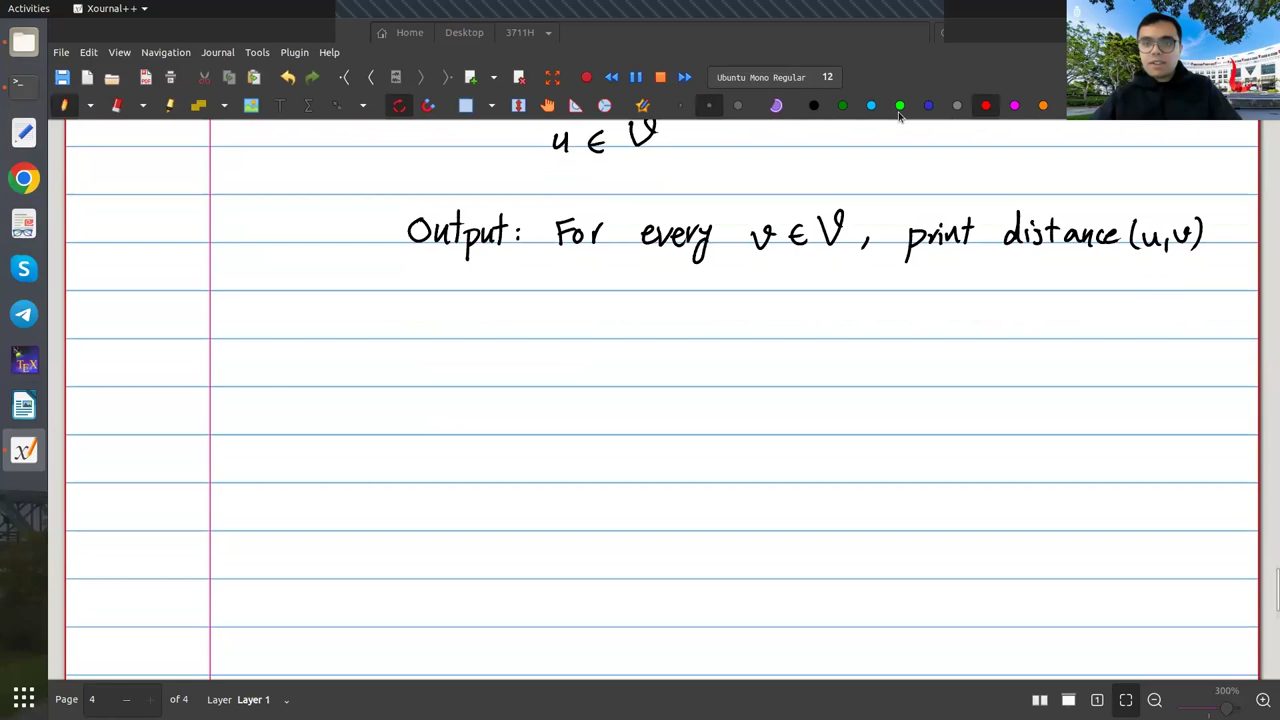 Activities Xournal++
Home Desktop 3711H
File Edit View Navigation Journal Tools Plugin Help
Ubuntu Mono Regular 12
u ∈ V
Output: For every v ∈ V, print distance (u,v)
Page 4 of 4 Layer Layer 1 300%